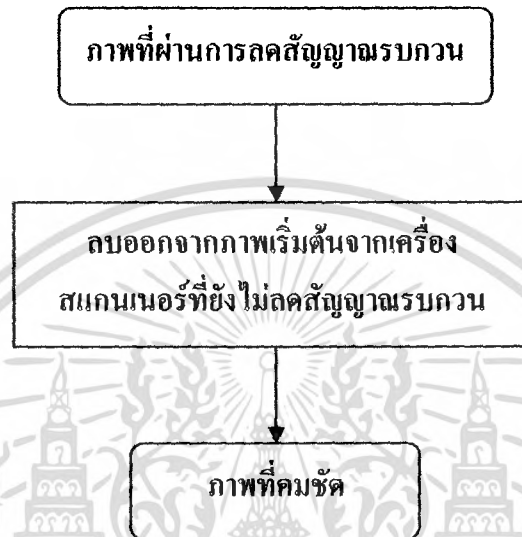 ภาพที่ผ่านการลดสัญญาณรบกวน
ลบออกจากภาพเริ่มต้นจากเครื่อง
สแกนเนอร์ที่ยังไม่ลดสัญญาณรบกวน
ภาพที่คมชัด